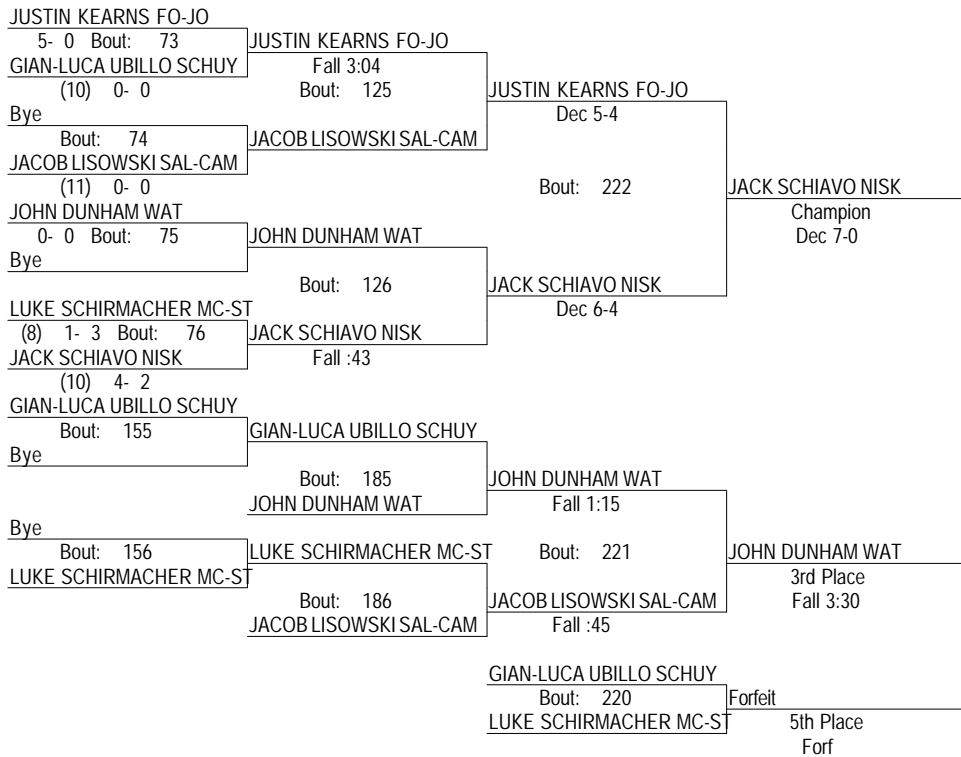 JUSTIN KEARNS FO-JO
5- 0 Bout: 73
JUSTIN KEARNS FO-JO
GIAN-LUCA UBILLO SCHUY
Fall 3:04
(10) 0- 0
Bout: 125
JUSTIN KEARNS FO-JO
Bye
Dec 5-4
Bout: 74
JACOB LISOWSKI SAL-CAM
JACOB LISOWSKI SAL-CAM
(11) 0- 0
Bout: 222
JACK SCHIAVO NISK
JOHN DUNHAM WAT
Champion
0- 0 Bout: 75
JOHN DUNHAM WAT
Dec 7-0
Bye
Bout: 126
JACK SCHIAVO NISK
LUKE SCHIRMACHER MC-ST
Dec 6-4
(8) 1- 3 Bout: 76
JACK SCHIAVO NISK
JACK SCHIAVO NISK
Fall :43
(10) 4- 2
GIAN-LUCA UBILLO SCHUY
Bout: 155
GIAN-LUCA UBILLO SCHUY
Bye
Bout: 185
JOHN DUNHAM WAT
JOHN DUNHAM WAT
Fall 1:15
Bye
Bout: 156
LUKE SCHIRMACHER MC-ST
Bout: 221
JOHN DUNHAM WAT
LUKE SCHIRMACHER MC-ST
3rd Place
Bout: 186
JACOB LISOWSKI SAL-CAM
Fall 3:30
JACOB LISOWSKI SAL-CAM
Fall :45
GIAN-LUCA UBILLO SCHUY
Bout: 220
Forfeit
LUKE SCHIRMACHER MC-ST
5th Place
Forf